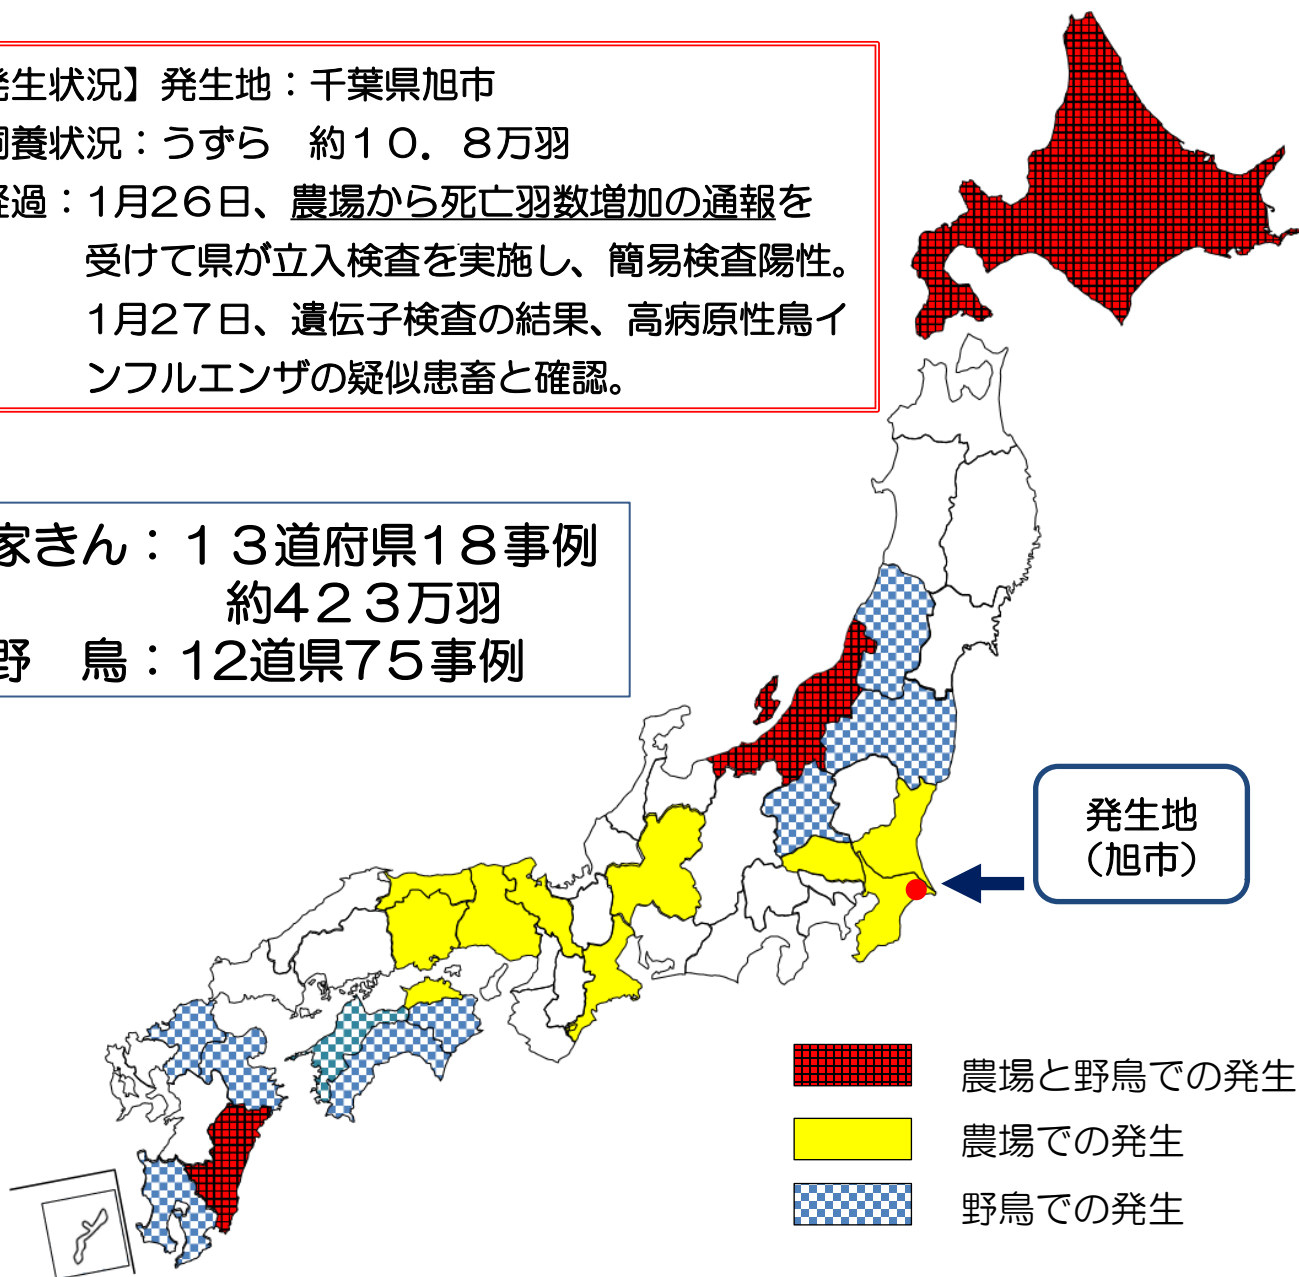 発生状況】発生地：千葉県旭市
飼養状況：うずら　約１０．８万羽
経過：1月２６日、農場から死亡羽数増加の通報を
受けて県が立入検査を実施し、簡易検査陽性。
1月２７日、遺伝子検査の結果、高病原性鳥イ
ンフルエンザの疑似患畜と確認。
家きん：１３道府県１８事例
約４２３万羽
野　鳥：１２道県７５事例
発生地
（旭市）
農場と野鳥での発生
農場での発生
野鳥での発生